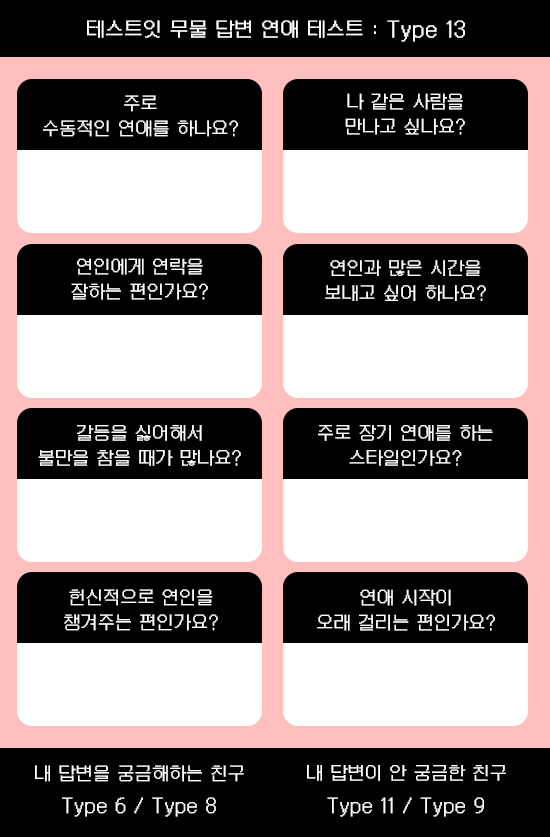 테스트잇 무물 답변 연애 테스트 : Type 13
주로
수동적인 연애를 하나요?
나 같은 사람을
만나고 싶나요?
연인에게 연락을
잘하는 편인가요?
연인과 많은 시간을
보내고 싶어 하나요?
갈등을 싫어해서
불만을 참을 때가 많나요?
주로 장기 연애를 하는
스타일인가요?
헌신적으로 연인을
챙겨주는 편인가요?
연애 시작이
오래 걸리는 편인가요?
내 답변을 궁금해하는 친구
Type 6 / Type 8
내 답변이 안 궁금한 친구
Type 11 / Type 9